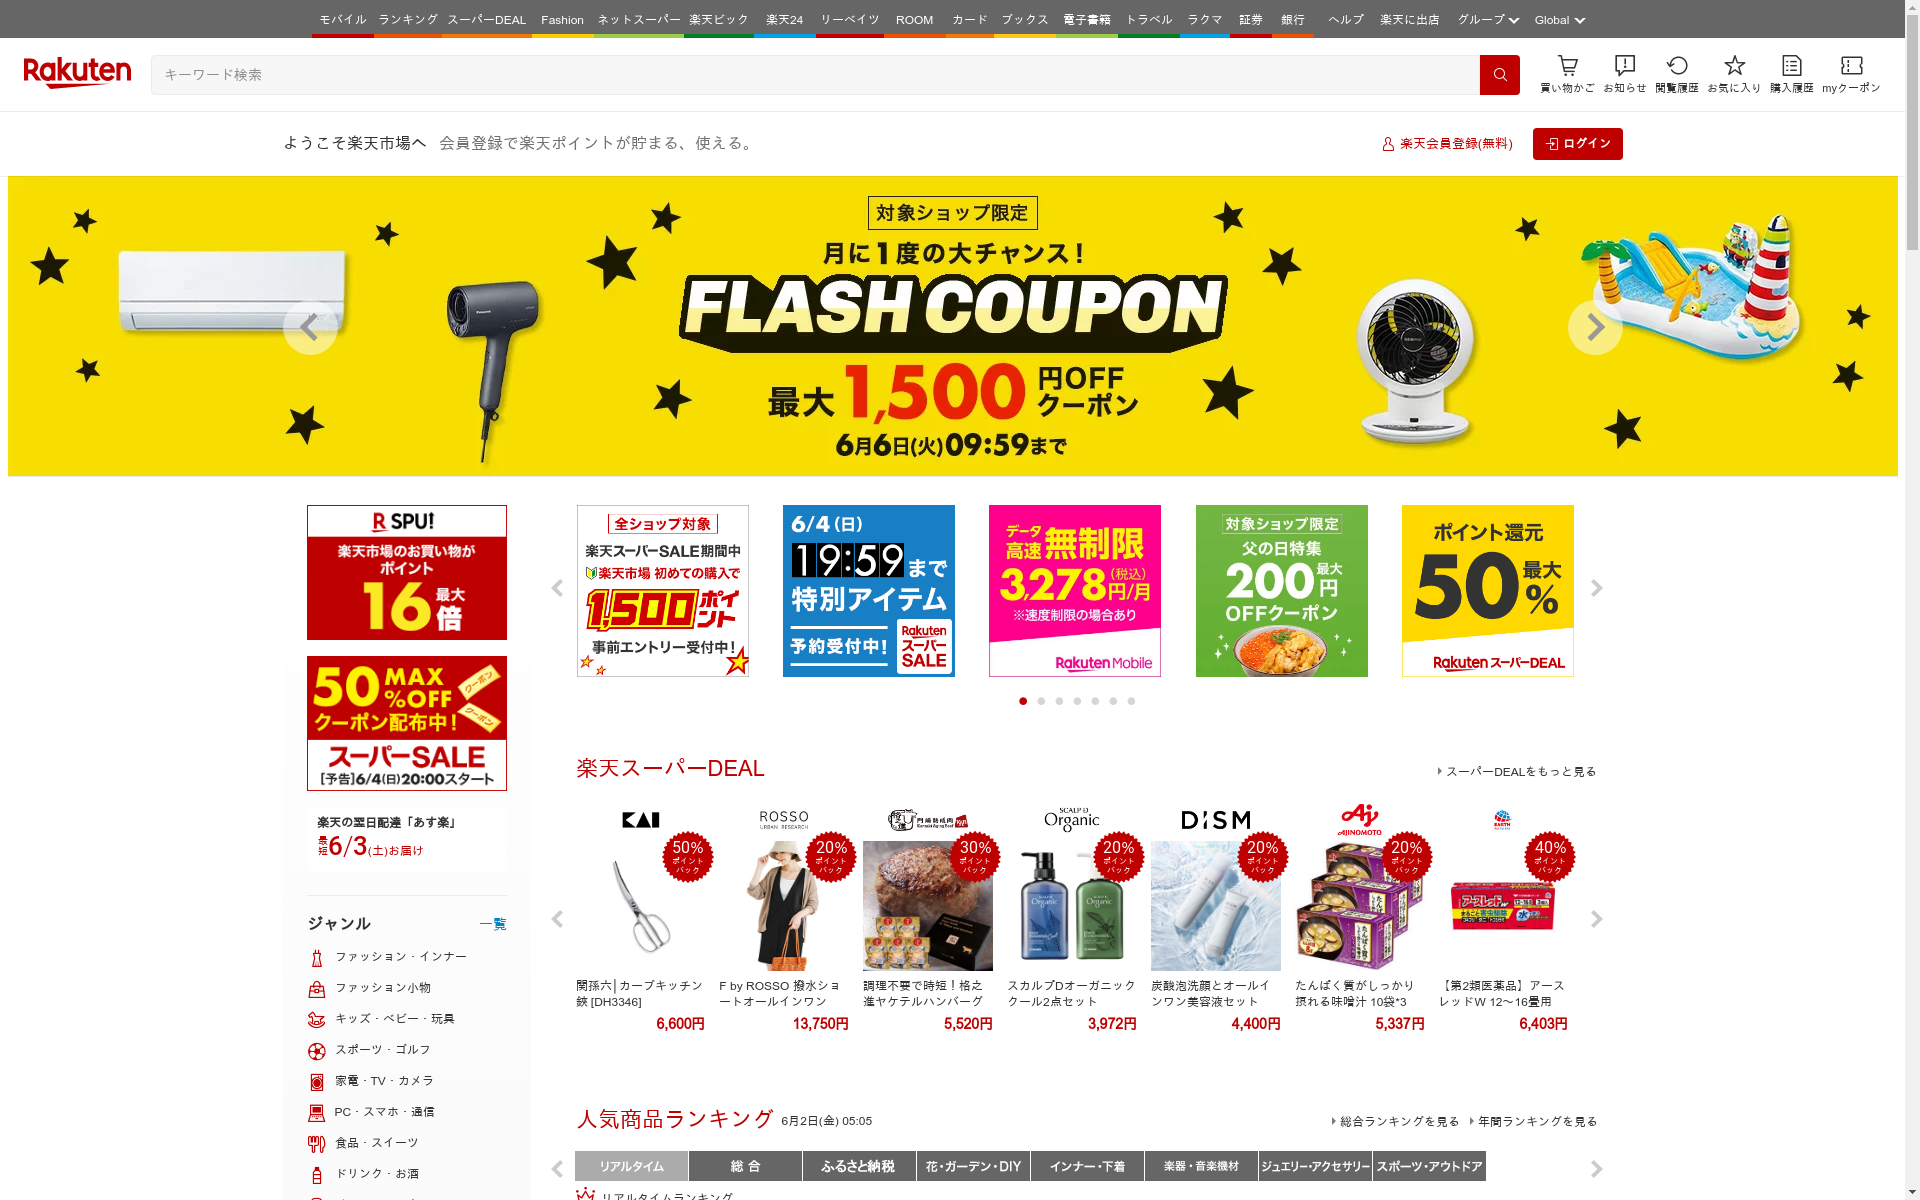 モバイル ランキング スーパーDEAL Fashion ネットスーパー 楽天ビック 楽天24 リーベイツ ROOM カード ブックス 電子書籍 トラベル ラクマ 証券 銀行 ヘルプ 楽天に出店 グループ Global
Rakuten
キーワード検索
買い物かご お知らせ 閲覧履歴 お気に入り 購入履歴 myクーポン
ようこそ楽天市場へ 会員登録で楽天ポイントが貯まる、使える。
楽天会員登録(無料) ログイン
対象ショップ限定
月に1度の大チャンス!
FLASH COUPON
最大1,500円OFFクーポン
6月6日(火)09:59まで
R SPU!
楽天市場のお買い物が
ポイント
16最大倍
50MAX%OFF
クーポン配布中!
クーポン
クーポン
スーパーSALE
[予告]6/4(日)20:00スタート
楽天の翌日配達「あす楽」
最短6/3(土)お届け
全ショップ対象
楽天スーパーSALE期間中
楽天市場 初めての購入で
1,500ポイント
事前エントリー受付中!
6/4(日)
19:59まで
特別アイテム
予約受付中!
Rakuten
スーパー
SALE
データ高速無制限
3,278(税込)円/月
※速度制限の場合あり
Rakuten Mobile
対象ショップ限定
父の日特集
200最大円
OFFクーポン
ポイント還元
50最大%
Rakuten スーパーDEAL
ジャンル 一覧
ファッション・インナー
ファッション小物
キッズ・ベビー・玩具
スポーツ・ゴルフ
家電・TV・カメラ
PC・スマホ・通信
食品・スイーツ
ドリンク・お酒
楽天スーパーDEAL
スーパーDEALをもっと見る
KAI
50%
ポイント
バック
関孫六│カーブキッチン
鋏 [DH3346]
6,600円
ROSSO
URBAN RESEARCH
20%
ポイント
バック
F by ROSSO 撥水ショ
ートオールインワン
13,750円
30%
ポイント
バック
調理不要で時短!格之
進ヤケテルハンバーグ
5,520円
SCALP D
Organic
20%
ポイント
バック
スカルプDオーガニック
クール2点セット
3,972円
DISM
20%
ポイント
バック
炭酸泡洗顔とオールイ
ンワン美容液セット
4,400円
AJINOMOTO
20%
ポイント
バック
たんぱく質がしっかり
摂れる味噌汁 10袋*3
5,337円
EARTH
40%
ポイント
バック
アースレッドW
【第2類医薬品】アース
レッドW 12〜16畳用
6,403円
人気商品ランキング 6月2日(金) 05:05
総合ランキングを見る 年間ランキングを見る
リアルタイム 総合 ふるさと納税 花・ガーデン・DIY インナー・下着 楽器・音楽機材 ジュエリー・アクセサリー スポーツ・アウトドア
リアルタイムランキング